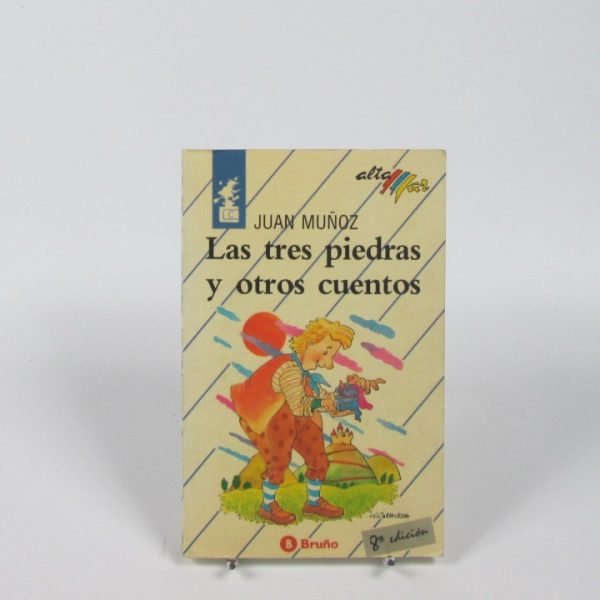 alta mar
JUAN MUÑOZ
Las tres piedras
y otros cuentos
B Bruño
8ª edición